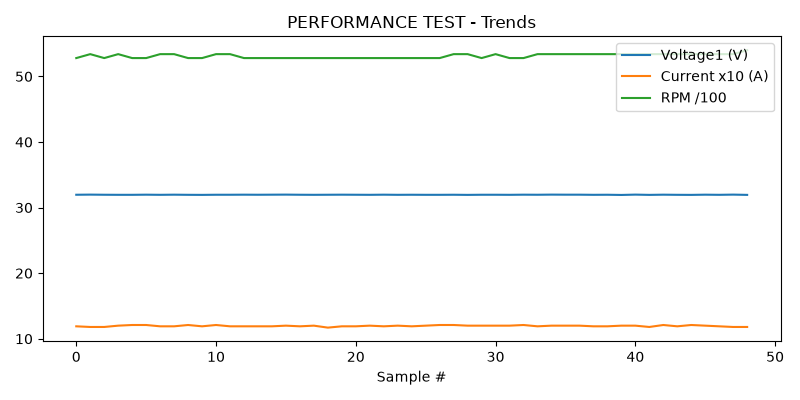 PERFORMANCE TEST - Trends
Voltage1 (V)
Current x10 (A)
RPM /100
50
40
30
20
10
0
10
20
30
40
50
Sample #